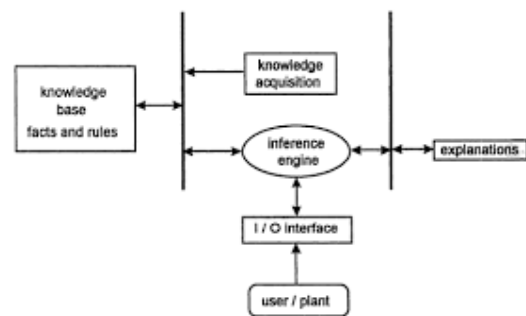 knowledge
base
facts and rules
knowledge
acquisition
inference
engine
explanations
I / O interface
user / plant